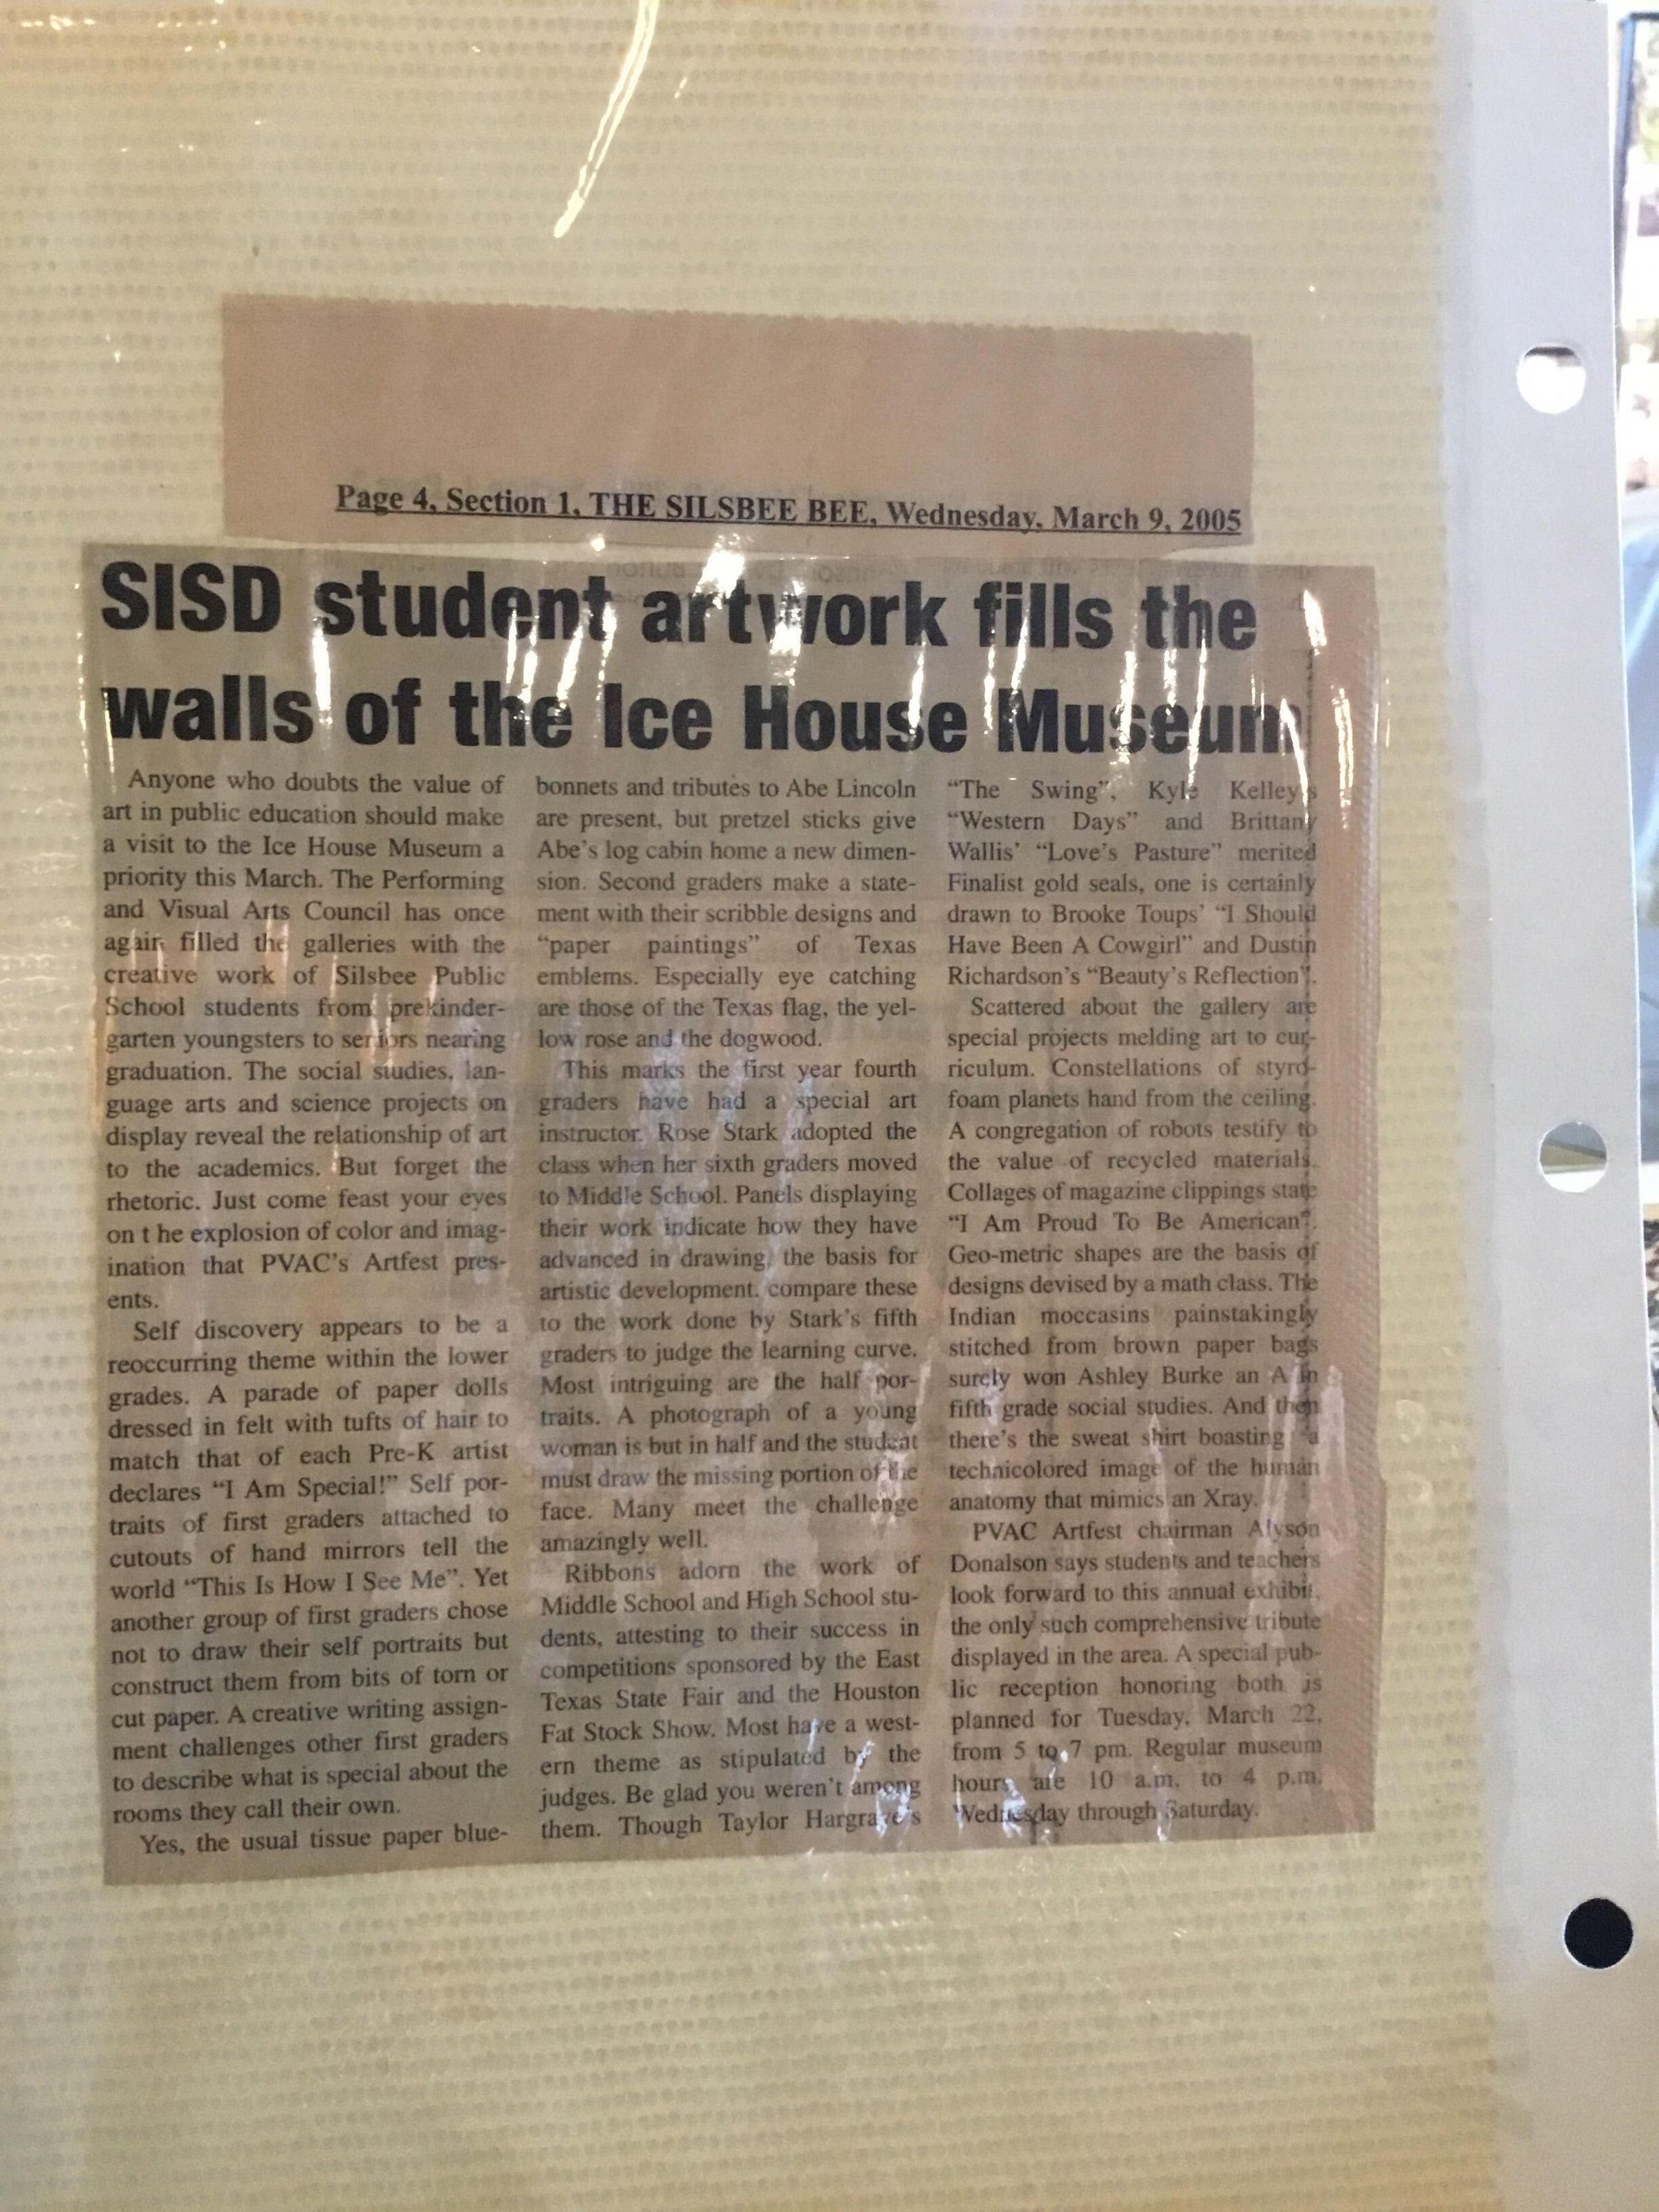 Page 4, Section 1, THE SILSBEE BEE, Wednesday, March 9, 2005
SISD student artwork fills the
walls of the Ice House Museum
Anyone who doubts the value of
art in public education should make
a visit to the Ice House Museum a
priority this March. The Performing
and Visual Arts Council has once
again filled the galleries with the
creative work of Silsbee Public
School students from prekinder-
garten youngsters to seniors nearing
graduation. The social studies, lan-
guage arts and science projects on
display reveal the relationship of art
to the academics. But forget the
rhetoric. Just come feast your eyes
on t he explosion of color and imag-
ination that PVAC's Artfest pres-
ents.
Self discovery appears to be a
reoccurring theme within the lower
grades. A parade of paper dolls
dressed in felt with tufts of hair to
match that of each Pre-K artist
declares "I Am Special!" Self por-
traits of first graders attached to
cutouts of hand mirrors tell the
world "This Is How I See Me". Yet
another group of first graders chose
not to draw their self portraits but
construct them from bits of torn or
cut paper. A creative writing assign-
ment challenges other first graders
to describe what is special about the
rooms they call their own.
Yes, the usual tissue paper blue-
bonnets and tributes to Abe Lincoln
are present, but pretzel sticks give
Abe's log cabin home a new dimen-
sion. Second graders make a state-
ment with their scribble designs and
"paper paintings" of Texas
emblems. Especially eye catching
are those of the Texas flag, the yel-
low rose and the dogwood.
This marks the first year fourth
graders have had a special art
instructor. Rose Stark adopted the
class when her sixth graders moved
to Middle School. Panels displaying
their work indicate how they have
advanced in drawing, the basis for
artistic development. compare these
to the work done by Stark's fifth
graders to judge the learning curve.
Most intriguing are the half por-
traits. A photograph of a young
woman is but in half and the student
must draw the missing portion of the
face. Many meet the challenge
amazingly well.
Ribbons adorn the work of
Middle School and High School stu-
dents, attesting to their success in
competitions sponsored by the East
Texas State Fair and the Houston
Fat Stock Show. Most have a west-
ern theme as stipulated by the
judges. Be glad you weren't among
them. Though Taylor Hargrave's
"The Swing", Kyle Kelley's
"Western Days" and Brittany
Wallis' "Love's Pasture" merited
Finalist gold seals, one is certainly
drawn to Brooke Toups' "I Should
Have Been A Cowgirl" and Dustin
Richardson's "Beauty's Reflection".
Scattered about the gallery are
special projects melding art to cur-
riculum. Constellations of styro-
foam planets hand from the ceiling.
A congregation of robots testify to
the value of recycled materials.
Collages of magazine clippings state
"I Am Proud To Be American".
Geo-metric shapes are the basis of
designs devised by a math class. The
Indian moccasins painstakingly
stitched from brown paper bags
surely won Ashley Burke an A in
fifth grade social studies. And then
there's the sweat shirt boasting a
technicolored image of the human
anatomy that mimics an Xray.
PVAC Artfest chairman Alyson
Donalson says students and teachers
look forward to this annual exhibit,
the only such comprehensive tribute
displayed in the area. A special pub-
lic reception honoring both is
planned for Tuesday, March 22,
from 5 to 7 pm. Regular museum
hours are 10 a.m. to 4 p.m.
Wednesday through Saturday.